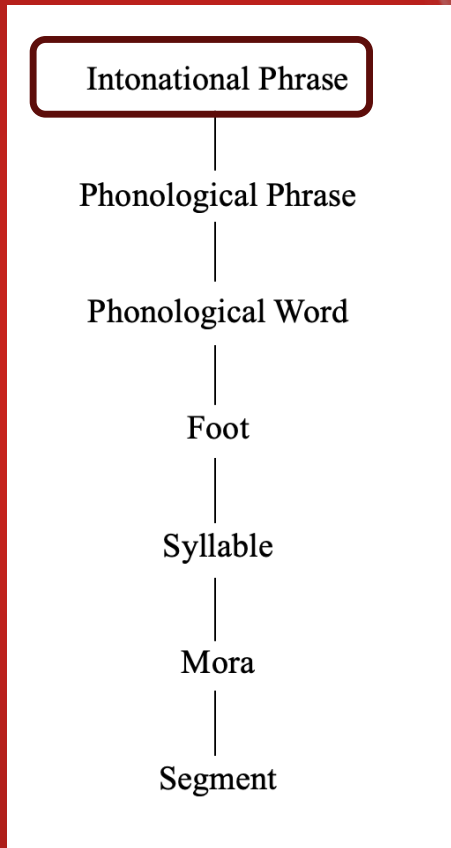 Intonational Phrase
Phonological Phrase
Phonological Word
Foot
Syllable
Mora
Segment